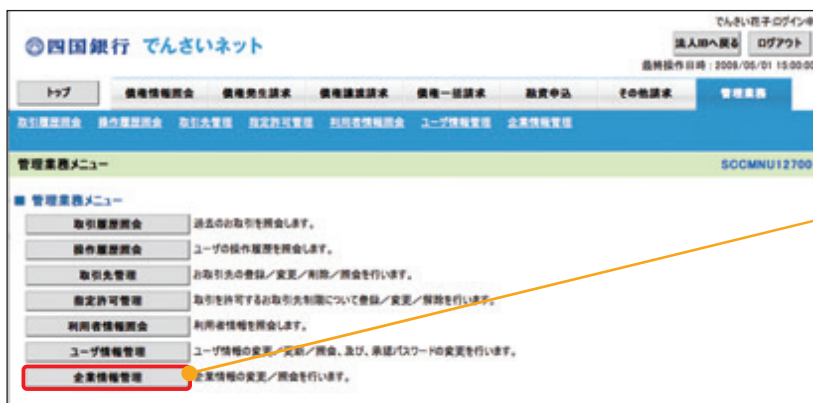 でんさい花子ログイン中
四国銀行 でんさいネット
法人IBへ戻る ログアウト
最終操作日時:2009/05/01 15:00:00
トップ 債権情報照会 債権発生請求 債権譲渡請求 債権一括請求 融資申込 その他請求 管理業務
取引履歴照会 操作履歴照会 取引先管理 指定許可管理 利用者情報照会 ユーザ情報管理 企業情報管理
管理業務メニュー SCCMNU12700
■ 管理業務メニュー
取引履歴照会 過去のお取引を照会します。
操作履歴照会 ユーザの操作履歴を照会します。
取引先管理 お取引先の登録/変更/削除/照会を行います。
指定許可管理 取引を許可するお取引先制限について登録/変更/解除を行います。
利用者情報照会 利用者情報を照会します。
ユーザ情報管理 ユーザ情報の変更/更新/照会、及び、承認パスワードの変更を行います。
企業情報管理 企業情報の変更/照会を行います。